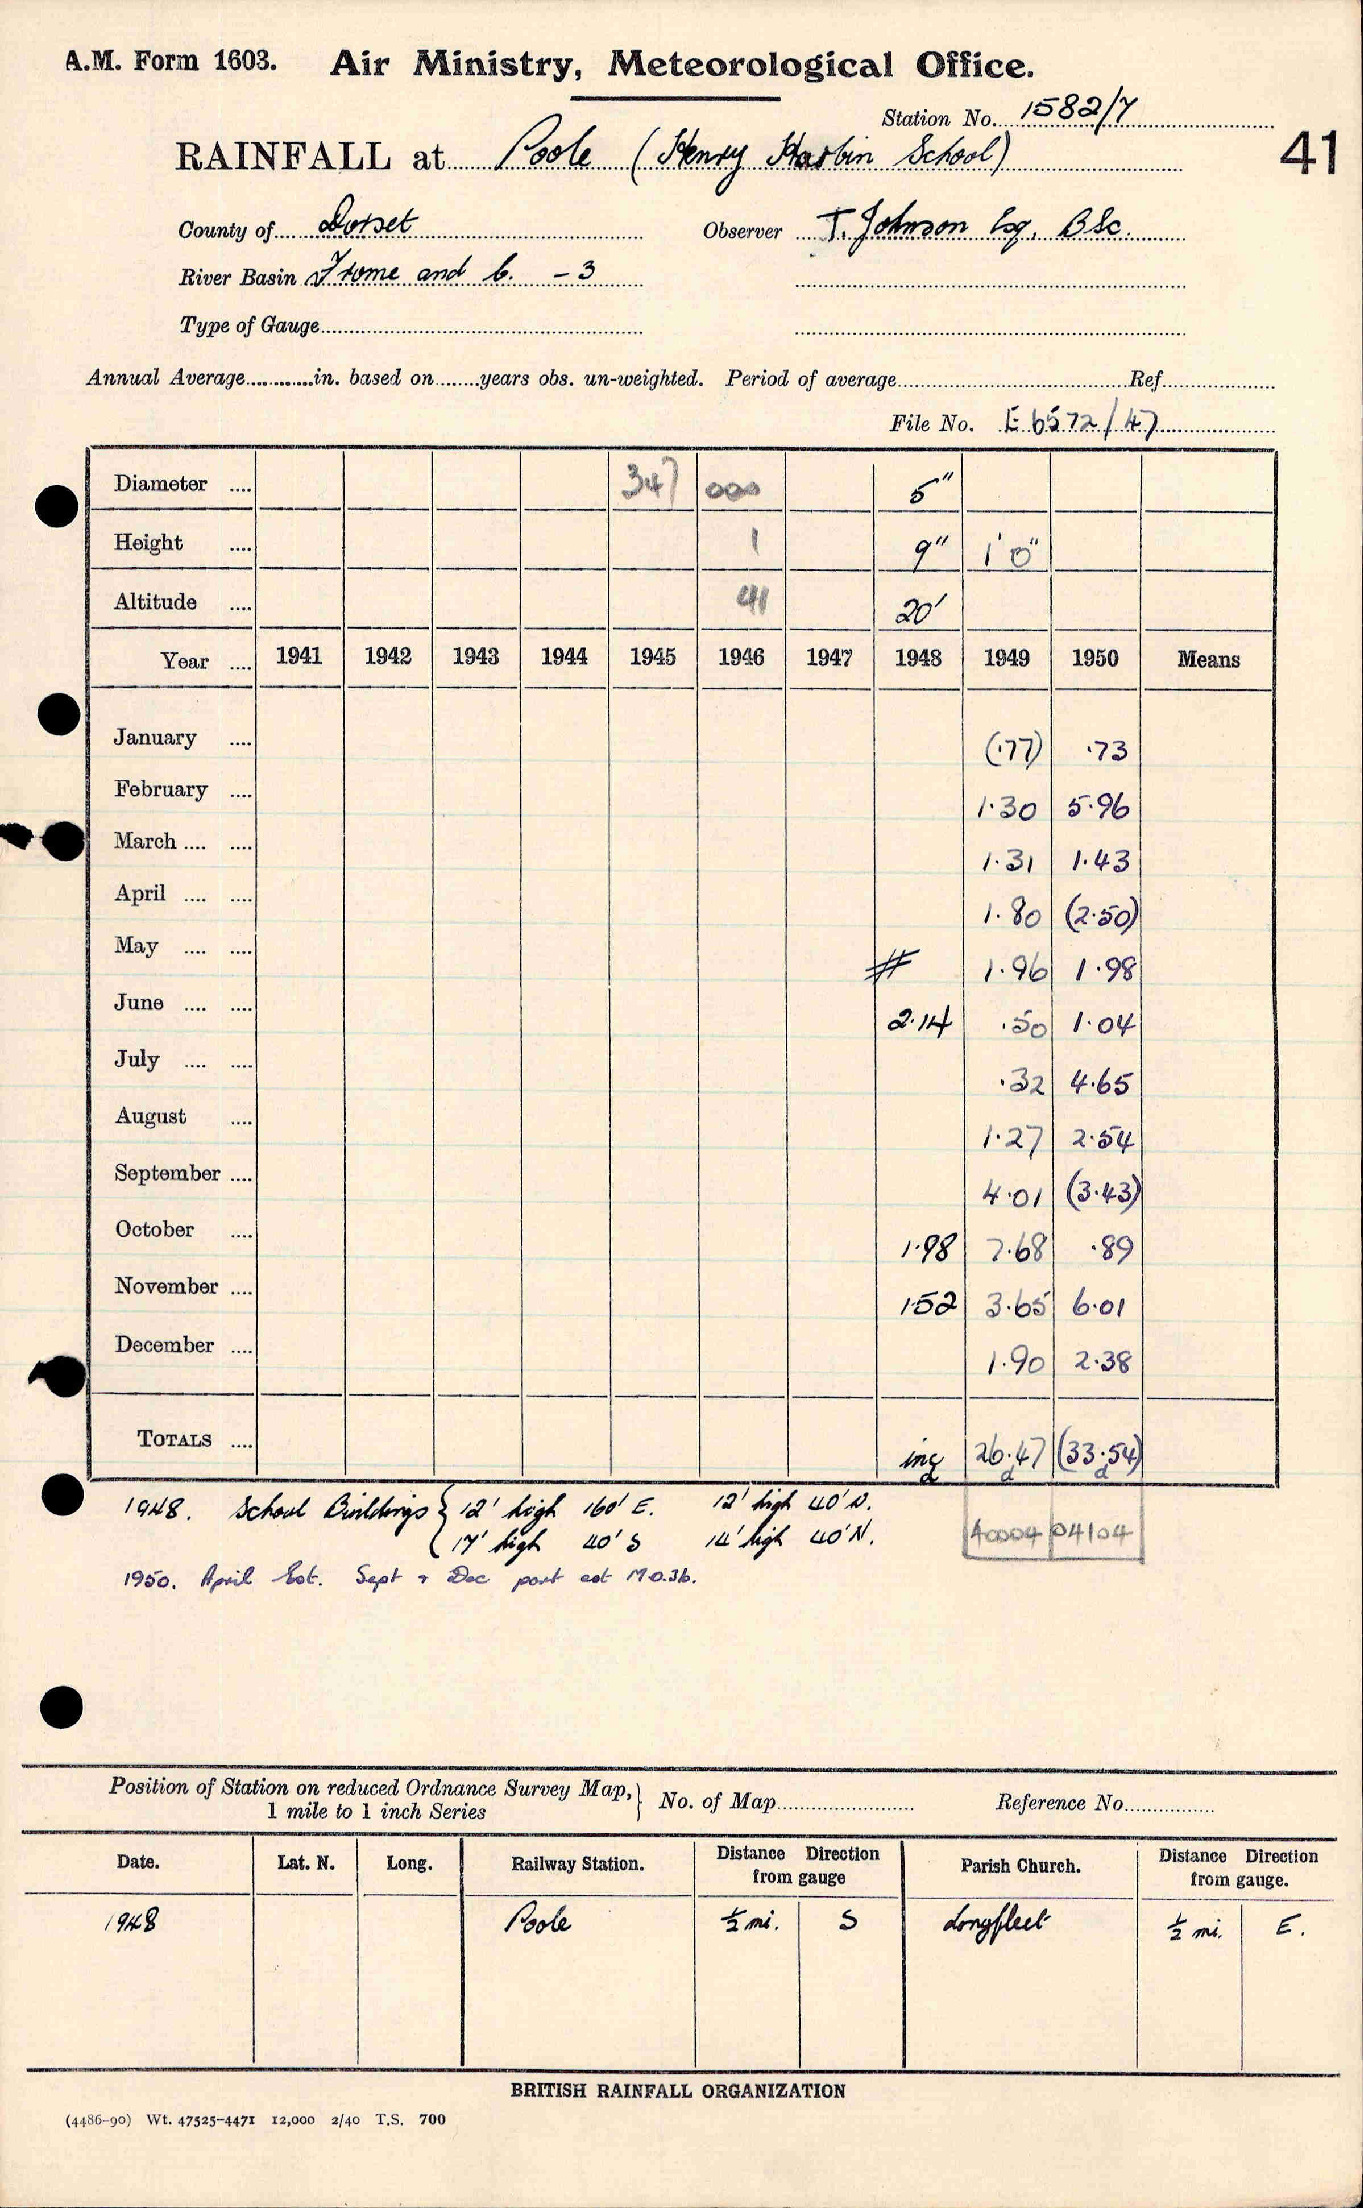 A.M. Form 1603. Air Ministry, Meteorological Office.
Station No. 1582/7
RAINFALL at Poole (Henry Harbin School)
41
County of Dorset Observer T. Johnson Esq. BSc.
River Basin Frome and C. - 3
Type of Gauge
Annual Average............in. based on........years obs. un-weighted. Period of average Ref
File No. E 6572/47
Diameter .... 347 000 5"
Height .... 1 9" 1'0"
Altitude .... 41 20'
Year .... 1941 1942 1943 1944 1945 1946 1947 1948 1949 1950 Means
January .... (.77) .73
February .... 1.30 5.96
March .... .... 1.31 1.43
April .... .... 1.80 (2.50)
May .... .... # 1.96 1.98
June .... .... 2.14 .50 1.04
July .... .... .32 4.65
August .... 1.27 2.54
September .... 4.01 (3.43)
October .... 1.98 7.68 .89
November .... 1.52 3.65 6.01
December .... 1.90 2.38
TOTALS .... inc d 26.47 d (33.54) d
1948. School Buildings { 12' high 160' E. 12' high 40' N.
17' high 40' S 14' high 40' N.
40004 04104
1950. April Est. Sept & Dec part est M.O.3b.
Position of Station on reduced Ordnance Survey Map, } No. of Map Reference No
1 mile to 1 inch Series
Date. Lat. N. Long. Railway Station. Distance Direction from gauge Parish Church. Distance Direction from gauge.
1948 Poole ½ mi. S Longfleet ½ mi. E.
BRITISH RAINFALL ORGANIZATION
(4486-90) Wt. 47525-4471 12,000 2/40 T.S. 700